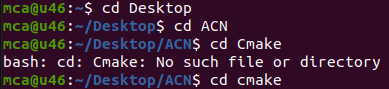 mca@u46:~$ cd Desktop
mca@u46:~/Desktop$ cd ACN
mca@u46:~/Desktop/ACN$ cd Cmake
bash: cd: Cmake: No such file or directory
mca@u46:~/Desktop/ACN$ cd cmake